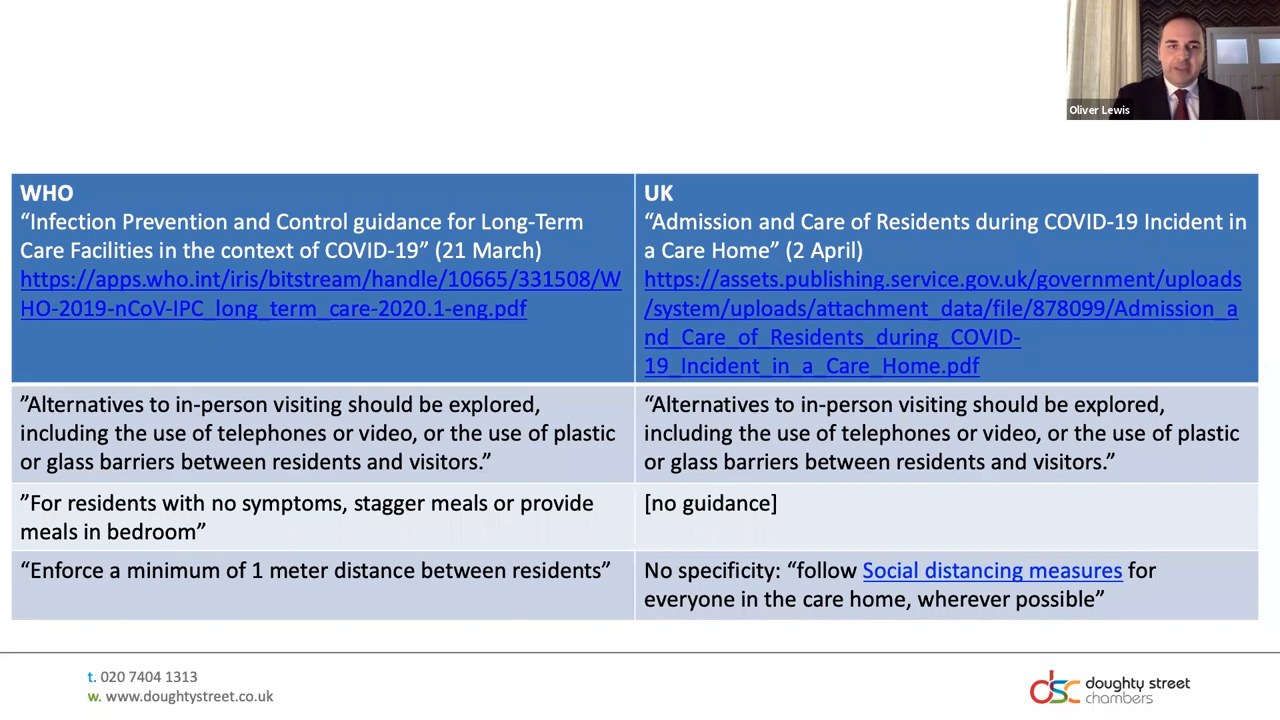 Oliver Lewis
WHO
“Infection Prevention and Control guidance for Long-Term
Care Facilities in the context of COVID-19” (21 March)
https://apps.who.int/iris/bitstream/handle/10665/331508/W
HO-2019-nCoV-IPC_long_term_care-2020.1-eng.pdf
UK
“Admission and Care of Residents during COVID-19 Incident in
a Care Home” (2 April)
https://assets.publishing.service.gov.uk/government/uploads
/system/uploads/attachment_data/file/878099/Admission_a
nd_Care_of_Residents_during_COVID-
19_Incident_in_a_Care_Home.pdf
”Alternatives to in-person visiting should be explored,
including the use of telephones or video, or the use of plastic
or glass barriers between residents and visitors.”
“Alternatives to in-person visiting should be explored,
including the use of telephones or video, or the use of plastic
or glass barriers between residents and visitors.”
”For residents with no symptoms, stagger meals or provide
meals in bedroom”
[no guidance]
“Enforce a minimum of 1 meter distance between residents”
No specificity: “follow Social distancing measures for
everyone in the care home, wherever possible”
t. 020 7404 1313
w. www.doughtystreet.co.uk
dsc doughty street
chambers